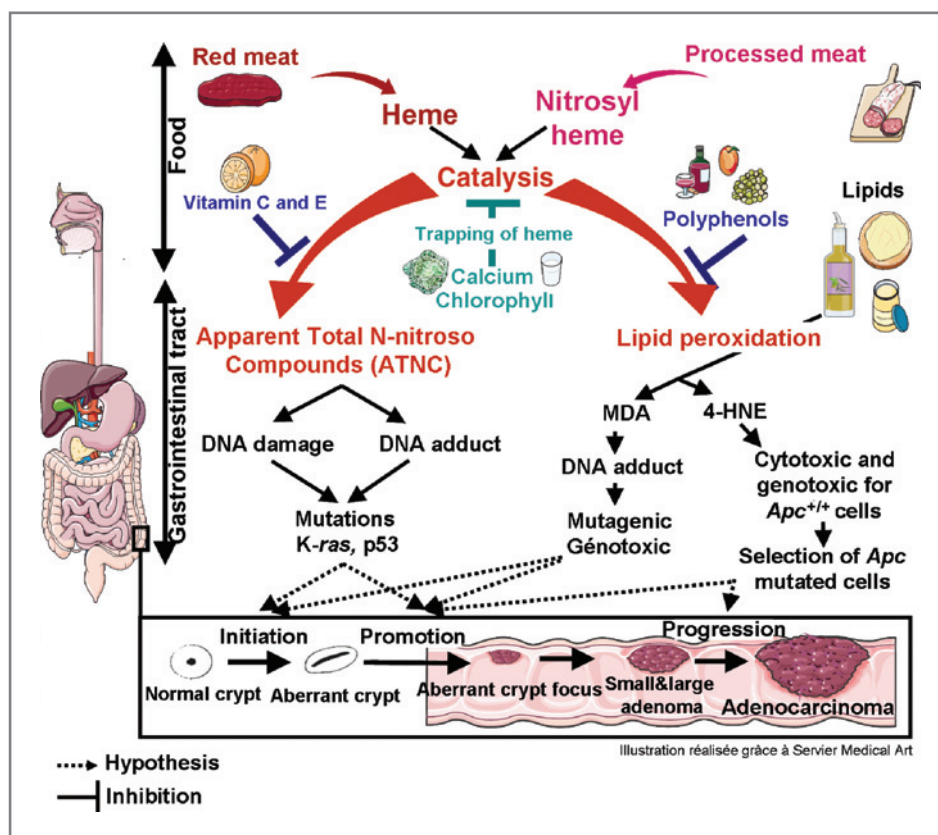 Red meat
Processed meat
Food
Heme
Nitrosyl
heme
Catalysis
Vitamin C and E
Trapping of heme
Calcium
Chlorophyll
Polyphenols
Lipids
Gastrointestinal tract
Apparent Total N-nitroso
Compounds (ATNC)
Lipid peroxidation
DNA damage
DNA adduct
MDA
4-HNE
DNA adduct
Cytotoxic and
genotoxic for
Apc+/+ cells
Mutations
K-ras, p53
Mutagenic
Génotoxic
Selection of Apc
mutated cells
Initiation
Promotion
Progression
Normal crypt
Aberrant crypt
Aberrant crypt focus
Small&large
adenoma
Adenocarcinoma
Illustration réalisée grâce à Servier Medical Art
Hypothesis
Inhibition